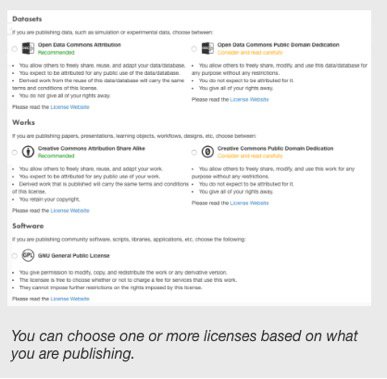 Datasets
If you are publishing data, such as simulation or experimental data, choose between:
Open Data Commons Attribution
Recommended
• You allow others to freely share, reuse, and adapt your data/database.
• You expect to be attributed for any public use of the data/database.
• Derived work from the reuse of this data/database will carry the same
terms and conditions of this license.
• You do not give all of your rights away.
Please read the License Website
Open Data Commons Public Domain Dedication
Consider and read carefully
• You allow others to freely share, modify, and use this data/database for
any purpose without any restrictions.
• You do not expect to be attributed for it.
• You give all of your rights away.
Please read the License Website
Works
If you are publishing papers, presentations, learning objects, workflows, designs, etc, choose between:
Creative Commons Attribution Share Alike
Recommended
• You allow others to freely share, reuse, and adapt your work.
• You expect to be attributed for any public use of your work.
• Derived work that is published will carry the same terms and conditions
of this license.
• You retain your copyright.
Please read the License Website
Creative Commons Public Domain Dedication
Consider and read carefully
• You allow others to freely share, modify, and use this work for any
purpose without any restrictions.
• You do not expect to be attributed for it.
• You give all of your rights away.
Please read the License Website
Software
If you are publishing community software, scripts, libraries, applications, etc. choose the following:
GPL GNU General Public License
• You give permission to modify, copy, and redistribute the work or any derivative version.
• The licensee is free to choose whether or not to charge a fee for services that use this work.
• They cannot impose further restrictions on the rights imposed by this license.
Please read the License Website
You can choose one or more licenses based on what
you are publishing.